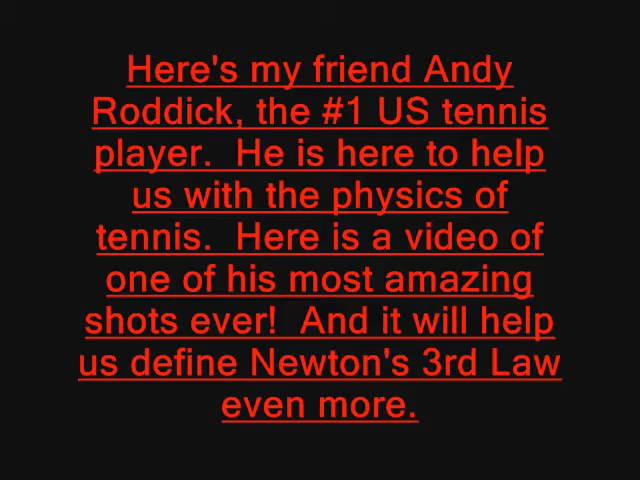 Here's my friend Andy
Roddick, the #1 US tennis
player.  He is here to help
us with the physics of
tennis.  Here is a video of
one of his most amazing
shots ever!  And it will help
us define Newton's 3rd Law
even more.